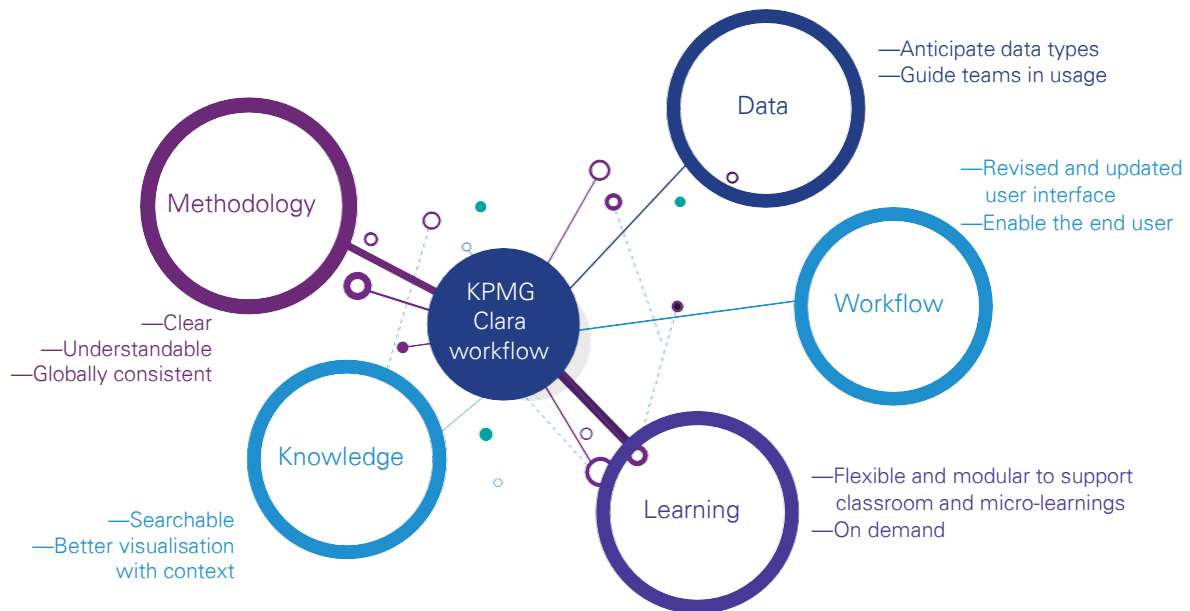 Data
—Anticipate data types
—Guide teams in usage
Methodology
—Clear
—Understandable
—Globally consistent
KPMG
Clara
workflow
Workflow
—Revised and updated
user interface
—Enable the end user
Knowledge
—Searchable
—Better visualisation
with context
Learning
—Flexible and modular to support
classroom and micro-learnings
—On demand